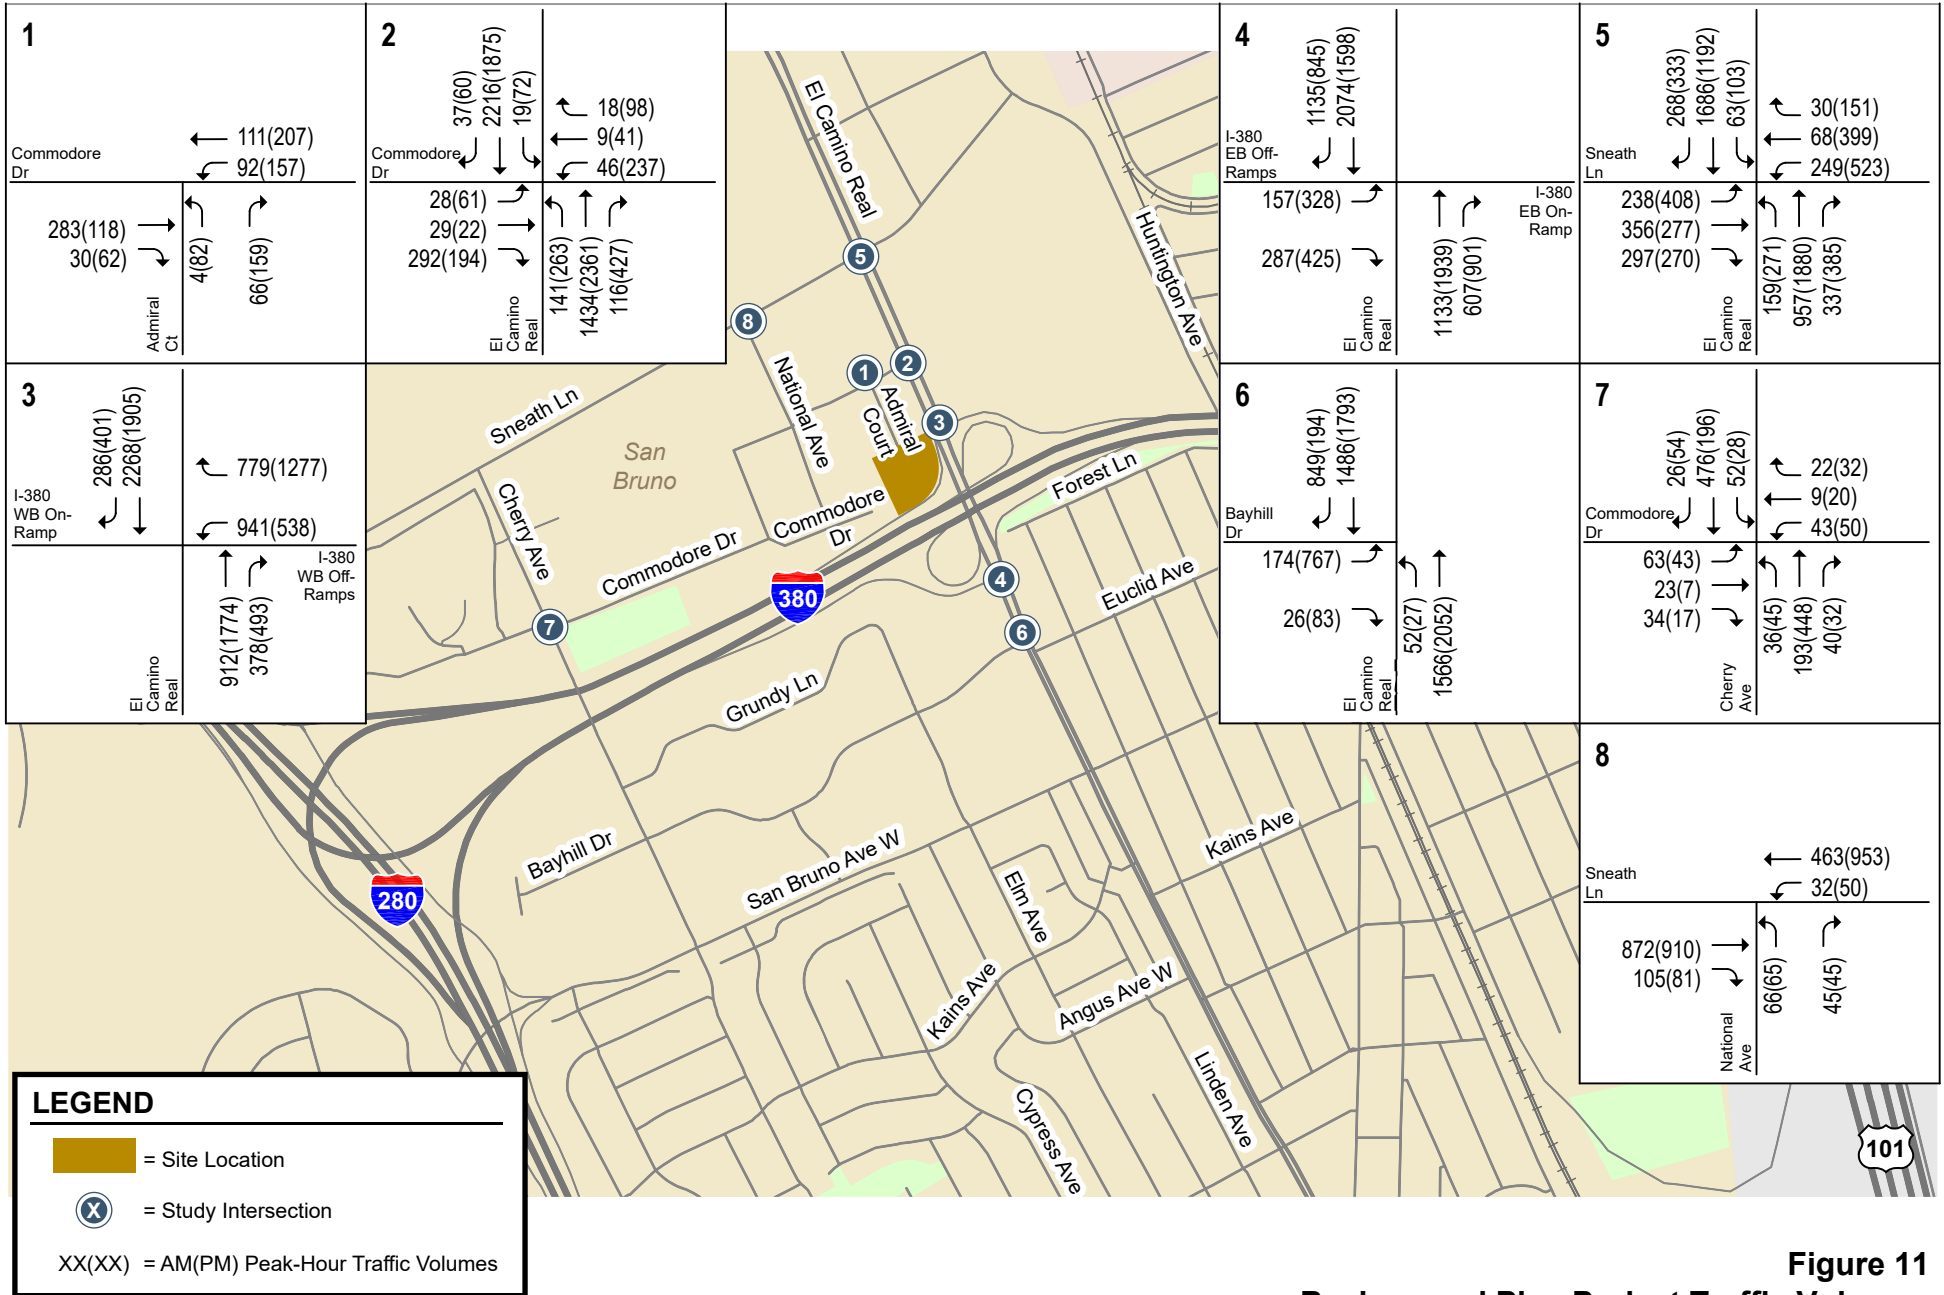 1
Commodore
Dr
111(207)
92(157)
283(118)
30(62)
4(82)
66(159)
Admiral
Ct
2
37(60)
2216(1875)
19(72)
Commodore
Dr
18(98)
9(41)
46(237)
28(61)
29(22)
292(194)
141(263)
1434(2361)
116(427)
El
Camino
Real
3
286(401)
2268(1905)
779(1277)
941(538)
I-380
WB On-
Ramp
I-380
WB Off-
Ramps
912(1774)
378(493)
El
Camino
Real
4
1135(845)
2074(1598)
I-380
EB Off-
Ramps
157(328)
287(425)
I-380
EB On-
Ramp
1133(1939)
607(901)
El
Camino
Real
5
268(333)
1686(1192)
63(103)
Sneath
Ln
30(151)
68(399)
249(523)
238(408)
356(277)
297(270)
159(271)
957(1880)
337(385)
El
Camino
Real
6
849(194)
1486(1793)
Bayhill
Dr
174(767)
26(83)
52(27)
1566(2052)
El
Camino
Real
7
26(54)
476(196)
52(28)
Commodore
Dr
22(32)
9(20)
43(50)
63(43)
23(7)
34(17)
36(45)
193(448)
40(32)
Cherry
Ave
8
Sneath
Ln
463(953)
32(50)
872(910)
105(81)
66(65)
45(45)
National
Ave
El Camino Real
Huntington Ave
5
8
2
1
3
4
6
7
Sneath Ln
National Ave
Admiral
Court
San
Bruno
Cherry Ave
Commodore
Dr
Commodore Dr
Forest Ln
Euclid Ave
380
Grundy Ln
Bayhill Dr
San Bruno Ave W
Kains Ave
280
Elm Ave
Kains Ave
Angus Ave W
Linden Ave
Cypress Ave
101
LEGEND
= Site Location
X = Study Intersection
XX(XX) = AM(PM) Peak-Hour Traffic Volumes
Figure 11
Background Plus Project Traffic Volumes